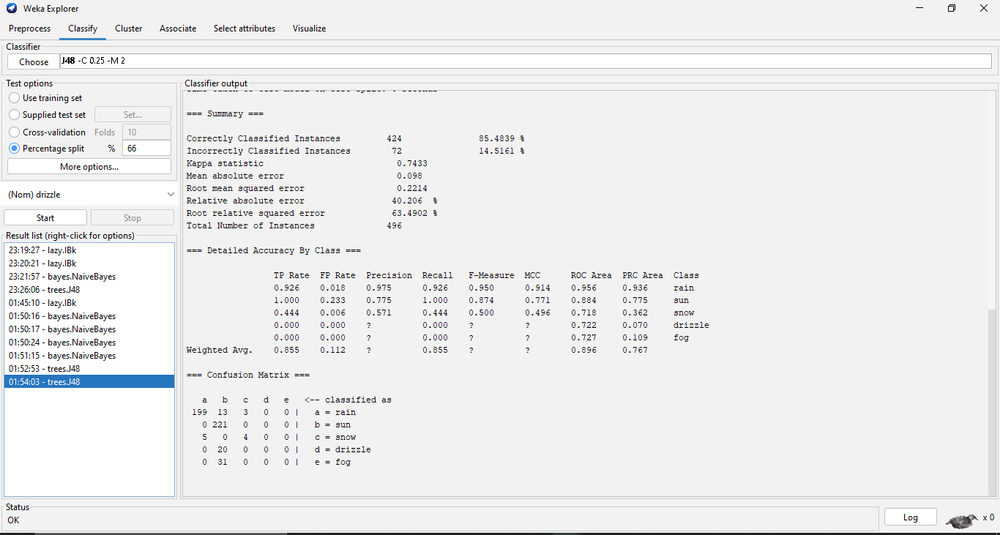 Weka Explorer
Preprocess Classify Cluster Associate Select attributes Visualize
Classifier
Choose J48 -C 0.25 -M 2
Test options
Use training set
Supplied test set Set...
Cross-validation Folds 10
Percentage split % 66
More options...
(Nom) drizzle
Start Stop
Result list (right-click for options)
23:19:27 - lazy.IBk
23:20:21 - lazy.IBk
23:21:57 - bayes.NaiveBayes
23:26:06 - trees.J48
01:45:10 - lazy.IBk
01:50:16 - bayes.NaiveBayes
01:50:17 - bayes.NaiveBayes
01:50:24 - bayes.NaiveBayes
01:51:15 - bayes.NaiveBayes
01:52:53 - trees.J48
01:54:03 - trees.J48
Classifier output
=== Summary ===
Correctly Classified Instances 424 85.4839 %
Incorrectly Classified Instances 72 14.5161 %
Kappa statistic 0.7433
Mean absolute error 0.098
Root mean squared error 0.2214
Relative absolute error 40.206 %
Root relative squared error 63.4902 %
Total Number of Instances 496
=== Detailed Accuracy By Class ===
TP Rate FP Rate Precision Recall F-Measure MCC ROC Area PRC Area Class
0.926 0.018 0.975 0.926 0.950 0.914 0.956 0.936 rain
1.000 0.233 0.775 1.000 0.874 0.771 0.884 0.775 sun
0.444 0.006 0.571 0.444 0.500 0.496 0.718 0.362 snow
0.000 0.000 ? 0.000 ? ? 0.722 0.070 drizzle
0.000 0.000 ? 0.000 ? ? 0.727 0.109 fog
Weighted Avg. 0.855 0.112 ? 0.855 ? ? 0.896 0.767
=== Confusion Matrix ===
a b c d e <-- classified as
199 13 3 0 0 | a = rain
0 221 0 0 0 | b = sun
5 0 4 0 0 | c = snow
0 20 0 0 0 | d = drizzle
0 31 0 0 0 | e = fog
Status
OK
Log
x 0